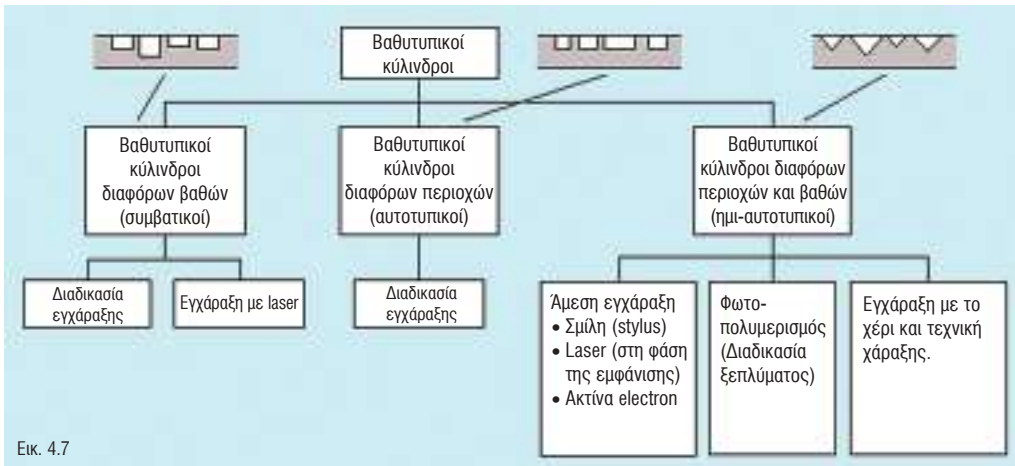 Βαθυτυπικοί
κύλινδροι
Βαθυτυπικοί
κύλινδροι
διαφόρων βαθών
(συμβατικοί)
Βαθυτυπικοί
κύλινδροι
διαφόρων περιοχών
(αυτοτυπικοί)
Βαθυτυπικοί
κύλινδροι διαφόρων
περιοχών και βαθών
(ημι-αυτοτυπικοί)
Διαδικασία
εγχάραξης
Εγχάραξη με laser
Διαδικασία
εγχάραξης
Άμεση εγχάραξη
• Σμίλη (stylus)
• Laser (στη φάση
της εμφάνισης)
• Ακτίνα electron
Φωτο-
πολυμερισμός
(Διαδικασία
ξεπλύματος)
Εγχάραξη με το
χέρι και τεχνική
χάραξης.
Εικ. 4.7